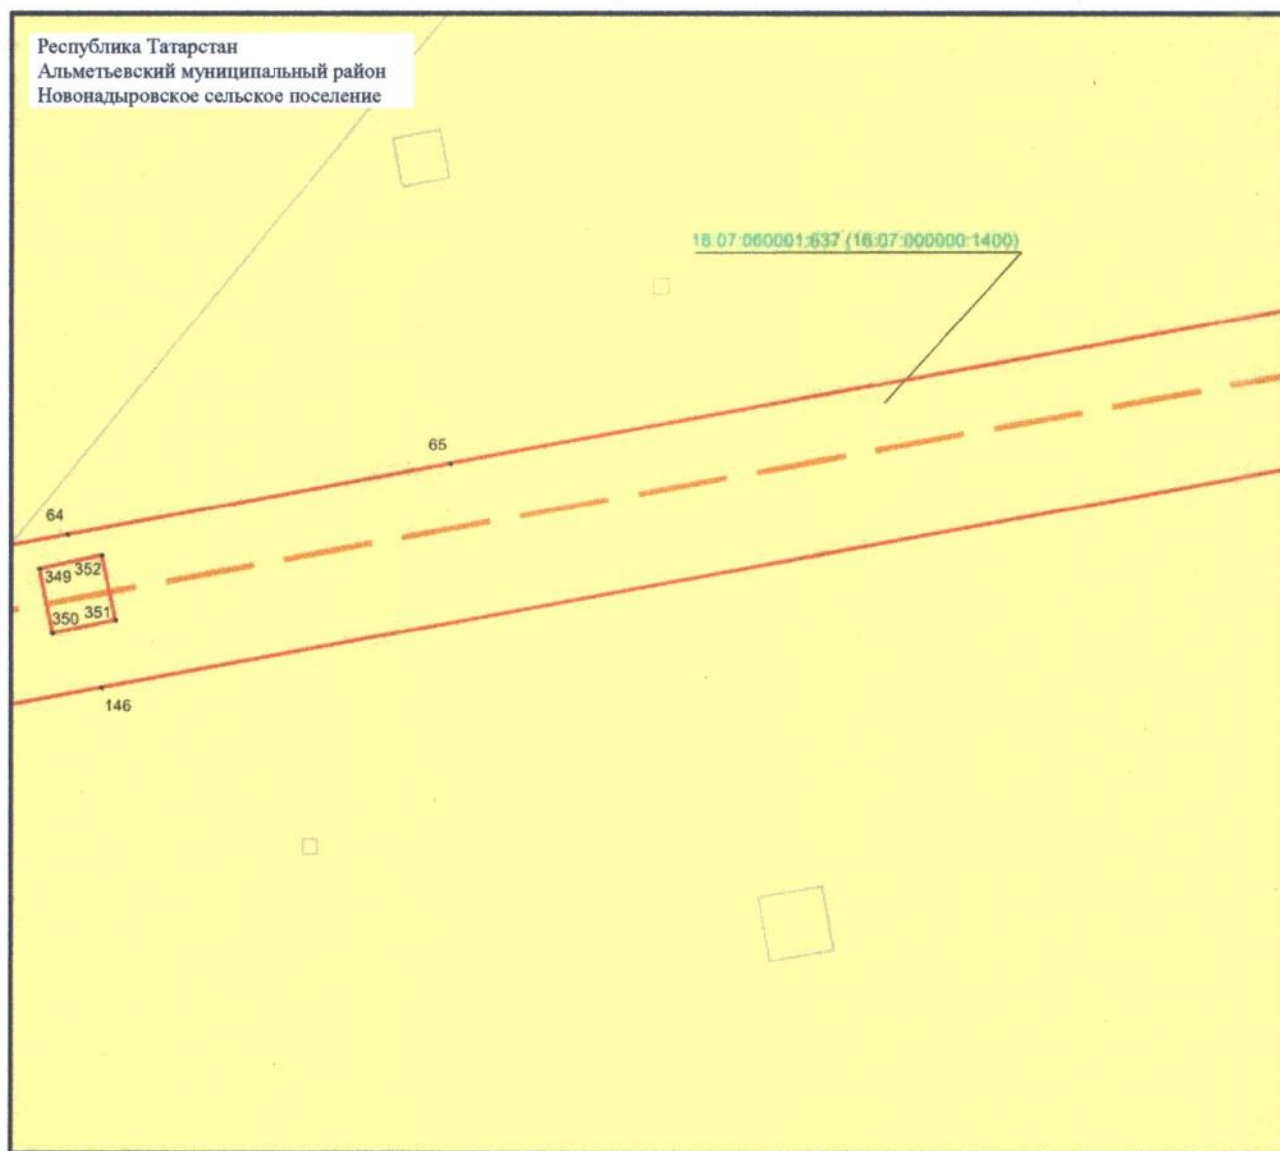 Республика Татарстан
Альметьевский муниципальный район
Новонадыровское сельское поселение
16:07:060001:637 (16:07:000000:1400)
65
64
349 352
350 351
146